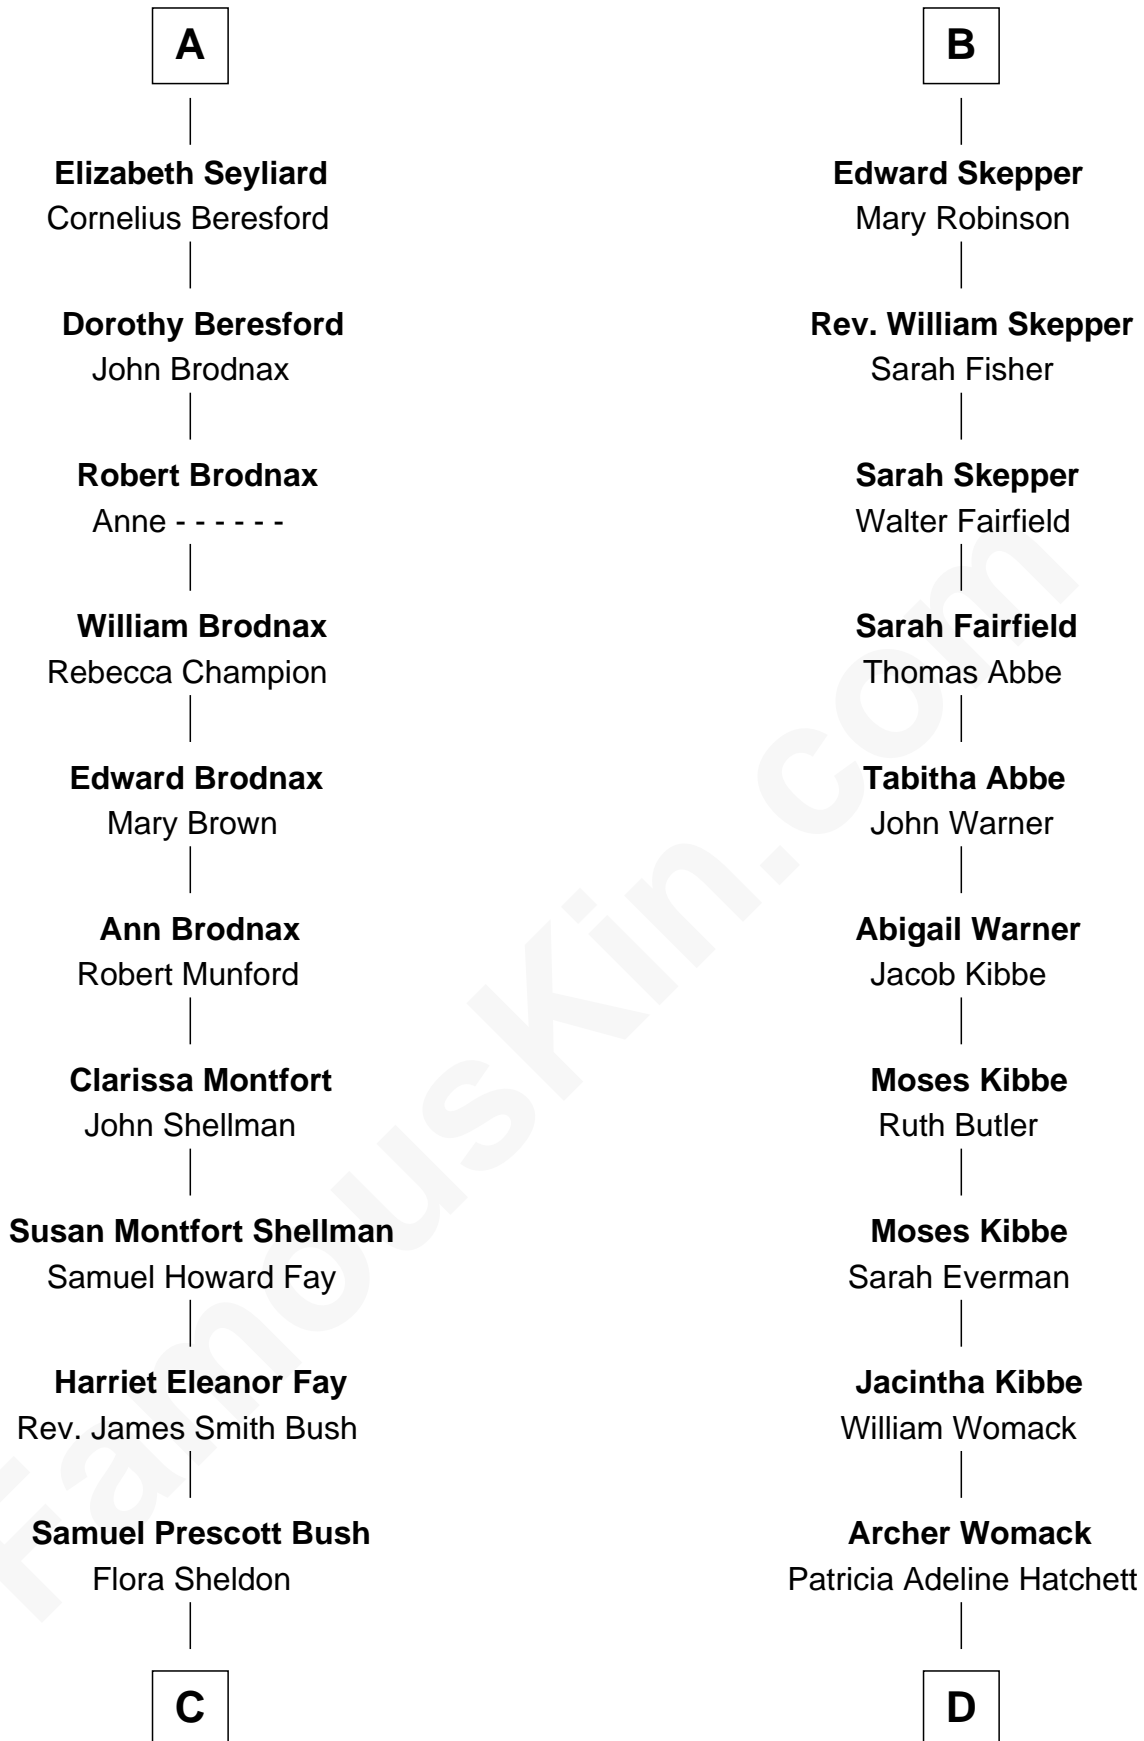 A
Elizabeth Seyliard
Cornelius Beresford
Dorothy Beresford
John Brodnax
Robert Brodnax
Anne - - - - - -
William Brodnax
Rebecca Champion
Edward Brodnax
Mary Brown
Ann Brodnax
Robert Munford
Clarissa Montfort
John Shellman
Susan Montfort Shellman
Samuel Howard Fay
Harriet Eleanor Fay
Rev. James Smith Bush
Samuel Prescott Bush
Flora Sheldon
C
B
Edward Skepper
Mary Robinson
Rev. William Skepper
Sarah Fisher
Sarah Skepper
Walter Fairfield
Sarah Fairfield
Thomas Abbe
Tabitha Abbe
John Warner
Abigail Warner
Jacob Kibbe
Moses Kibbe
Ruth Butler
Moses Kibbe
Sarah Everman
Jacintha Kibbe
William Womack
Archer Womack
Patricia Adeline Hatchett
D
FamousKin.com